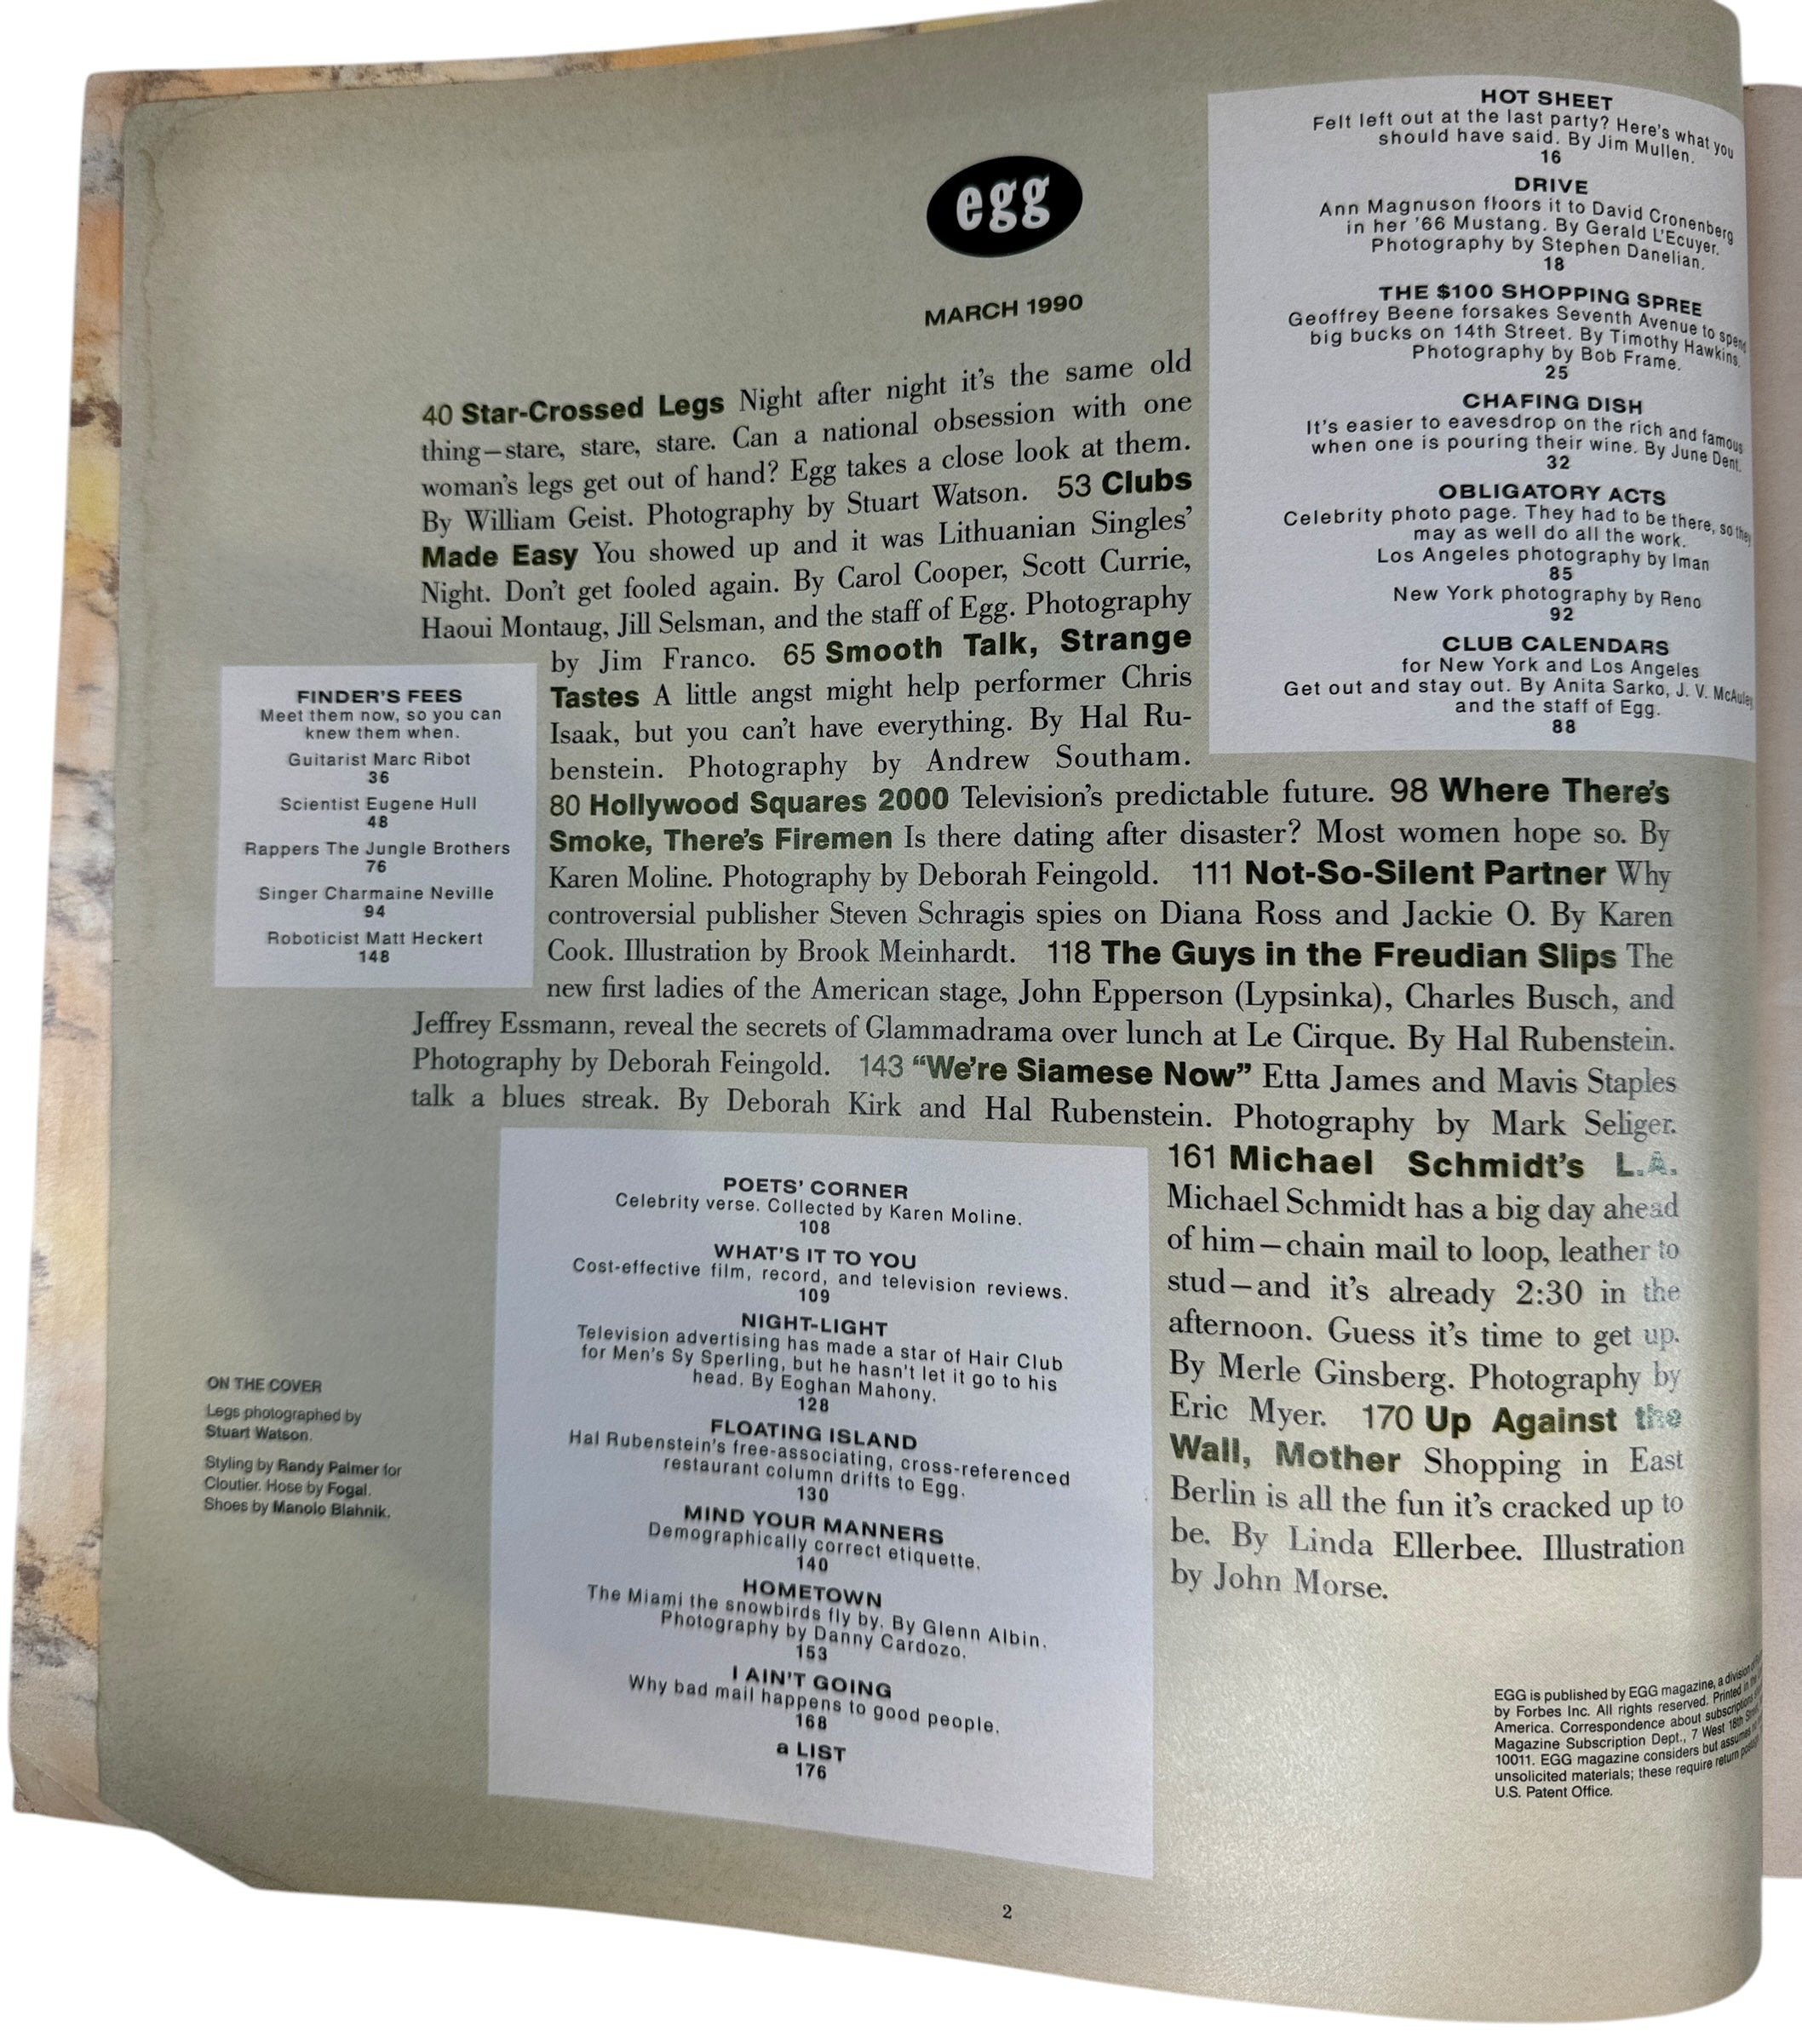 egg
MARCH 1990
40 Star-Crossed Legs Night after night it's the same old
thing—stare, stare, stare. Can a national obsession with one
woman's legs get out of hand? Egg takes a close look at them.
By William Geist. Photography by Stuart Watson. 53 Clubs
Made Easy You showed up and it was Lithuanian Singles'
Night. Don't get fooled again. By Carol Cooper, Scott Currie,
Haoui Montaug, Jill Selsman, and the staff of Egg. Photography
by Jim Franco. 65 Smooth Talk, Strange
Tastes A little angst might help performer Chris
Isaak, but you can't have everything. By Hal Ru-
benstein. Photography by Andrew Southam.
80 Hollywood Squares 2000 Television's predictable future. 98 Where There's
Smoke, There's Firemen Is there dating after disaster? Most women hope so. By
Karen Moline. Photography by Deborah Feingold. 111 Not-So-Silent Partner Why
controversial publisher Steven Schragis spies on Diana Ross and Jackie O. By Karen
Cook. Illustration by Brook Meinhardt. 118 The Guys in the Freudian Slips The
new first ladies of the American stage, John Epperson (Lypsinka), Charles Busch, and
Jeffrey Essmann, reveal the secrets of Glammadrama over lunch at Le Cirque. By Hal Rubenstein.
Photography by Deborah Feingold. 143 “We're Siamese Now” Etta James and Mavis Staples
talk a blues streak. By Deborah Kirk and Hal Rubenstein. Photography by Mark Seliger.
161 Michael Schmidt's L.A.
Michael Schmidt has a big day ahead
of him—chain mail to loop, leather to
stud—and it's already 2:30 in the
afternoon. Guess it's time to get up.
By Merle Ginsberg. Photography by
Eric Myer. 170 Up Against the
Wall, Mother Shopping in East
Berlin is all the fun it's cracked up to
be. By Linda Ellerbee. Illustration
by John Morse.
HOT SHEET
Felt left out at the last party? Here's what you
should have said. By Jim Mullen.
16
DRIVE
Ann Magnuson floors it to David Cronenberg
in her '66 Mustang. By Gerald L'Ecuyer.
Photography by Stephen Danelian.
18
THE $100 SHOPPING SPREE
Geoffrey Beene forsakes Seventh Avenue to spend
big bucks on 14th Street. By Timothy Hawkins.
Photography by Bob Frame.
25
CHAFING DISH
It's easier to eavesdrop on the rich and famous
when one is pouring their wine. By June Dent.
32
OBLIGATORY ACTS
Celebrity photo page. They had to be there, so they
may as well do all the work.
Los Angeles photography by Iman
85
New York photography by Reno
92
CLUB CALENDARS
for New York and Los Angeles
Get out and stay out. By Anita Sarko, J. V. McAuley
and the staff of Egg.
88
FINDER'S FEES
Meet them now, so you can
knew them when.
Guitarist Marc Ribot
36
Scientist Eugene Hull
48
Rappers The Jungle Brothers
76
Singer Charmaine Neville
94
Roboticist Matt Heckert
148
POETS' CORNER
Celebrity verse. Collected by Karen Moline.
108
WHAT'S IT TO YOU
Cost-effective film, record, and television reviews.
109
NIGHT-LIGHT
Television advertising has made a star of Hair Club
for Men's Sy Sperling, but he hasn't let it go to his
head. By Eoghan Mahony.
128
FLOATING ISLAND
Hal Rubenstein's free-associating, cross-referenced
restaurant column drifts to Egg.
130
MIND YOUR MANNERS
Demographically correct etiquette.
140
HOMETOWN
The Miami the snowbirds fly by. By Glenn Albin.
Photography by Danny Cardozo.
153
I AIN'T GOING
Why bad mail happens to good people.
168
a LIST
176
ON THE COVER
Legs photographed by
Stuart Watson.
Styling by Randy Palmer for
Cloutier. Hose by Fogal.
Shoes by Manolo Blahnik.
EGG is published by EGG magazine, a division of
by Forbes Inc. All rights reserved. Printed in the
America. Correspondence about subscriptions
Magazine Subscription Dept., 7 West 18th Street
10011. EGG magazine considers but assumes
unsolicited materials; these require return
U.S. Patent Office.
2